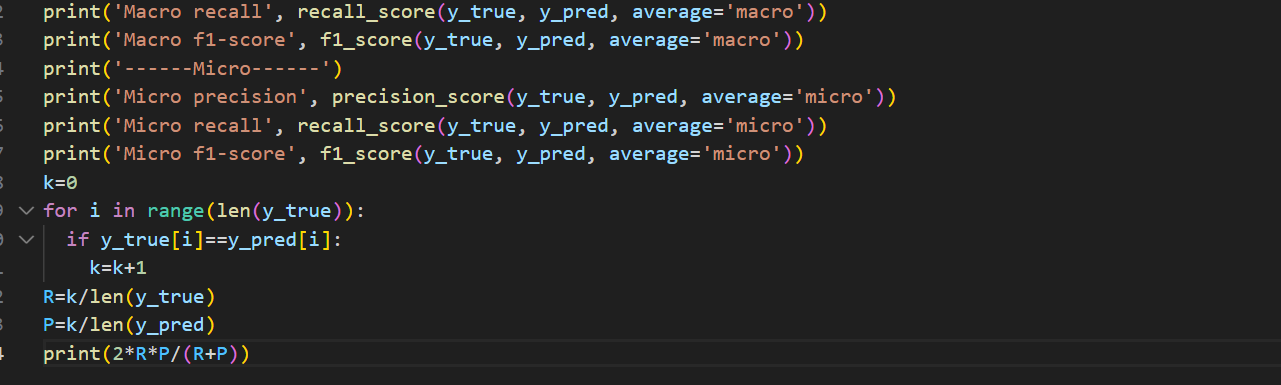 print('Macro recall', recall_score(y_true, y_pred, average='macro'))
print('Macro f1-score', f1_score(y_true, y_pred, average='macro'))
print('------Micro------')
print('Micro precision', precision_score(y_true, y_pred, average='micro'))
print('Micro recall', recall_score(y_true, y_pred, average='micro'))
print('Micro f1-score', f1_score(y_true, y_pred, average='micro'))
k=0
for i in range(len(y_true)):
  if y_true[i]==y_pred[i]:
    k=k+1
R=k/len(y_true)
P=k/len(y_pred)
print(2*R*P/(R+P))